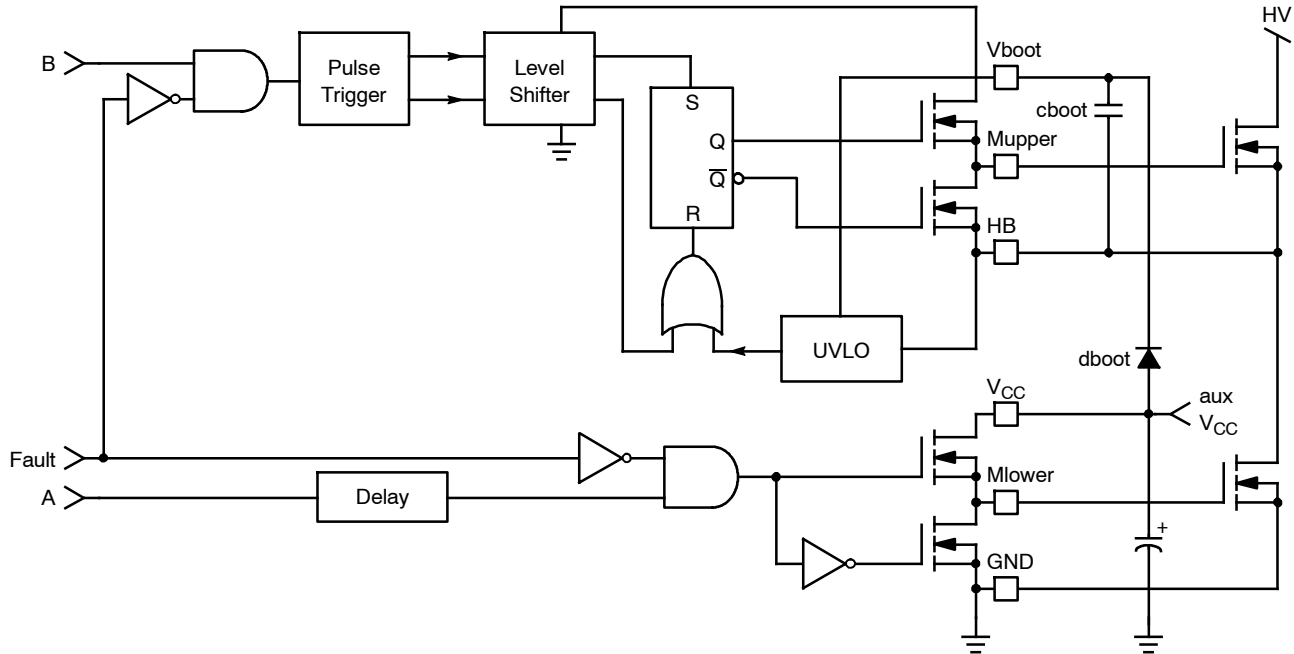 HV
B
Pulse
Trigger
Level
Shifter
Vboot
cboot
S
Q
Q̅
R
Mupper
HB
UVLO
dboot
VCC
aux
VCC
Fault
A
Delay
Mlower
+
GND